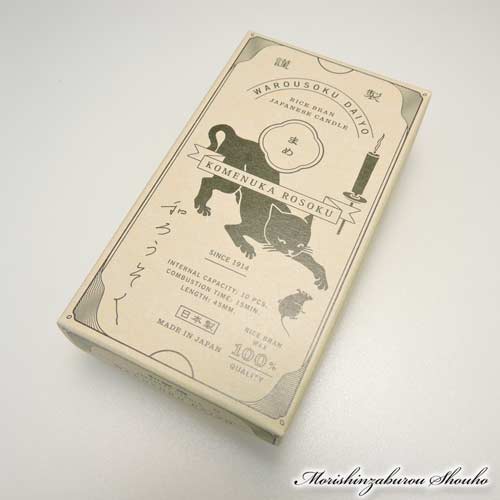 謹製
WAROUSOKU DAIYO
RICE BRAN
JAPANESE CANDLE
まめ
KOMENUKA ROSOKU
和ろうそく
SINCE 1914
INTERNAL CAPACITY: 10 PCS.
COMBUSTION TIME: 15MIN.
LENGTH: 45MM.
日本製
MADE IN JAPAN
RICE BRAN
WAX
100%
QUALITY
Morishinzaburou Shouho